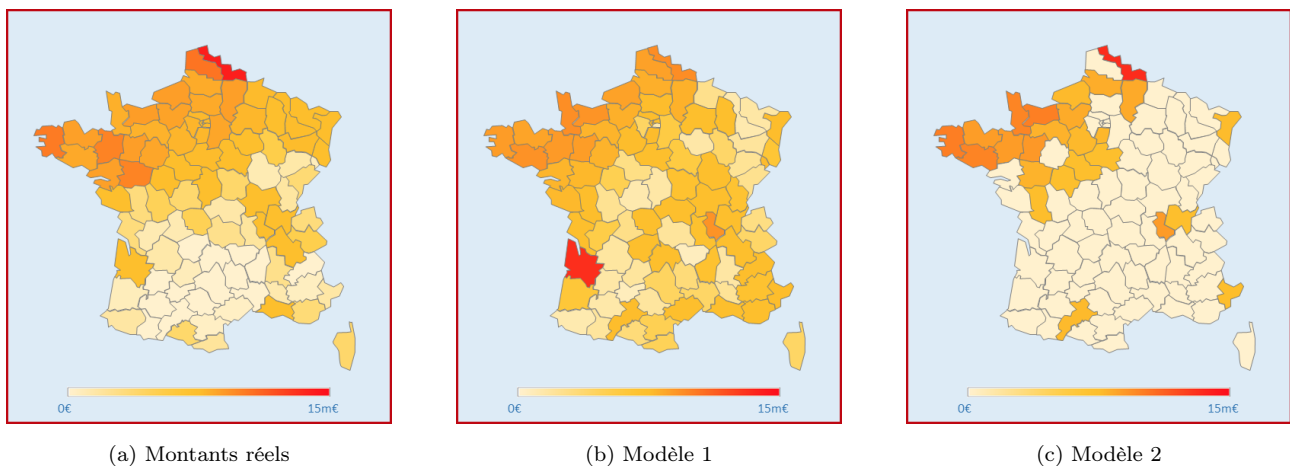 0€ 15m€
0€ 15m€
0€ 15m€
(a) Montants réels
(b) Modèle 1
(c) Modèle 2